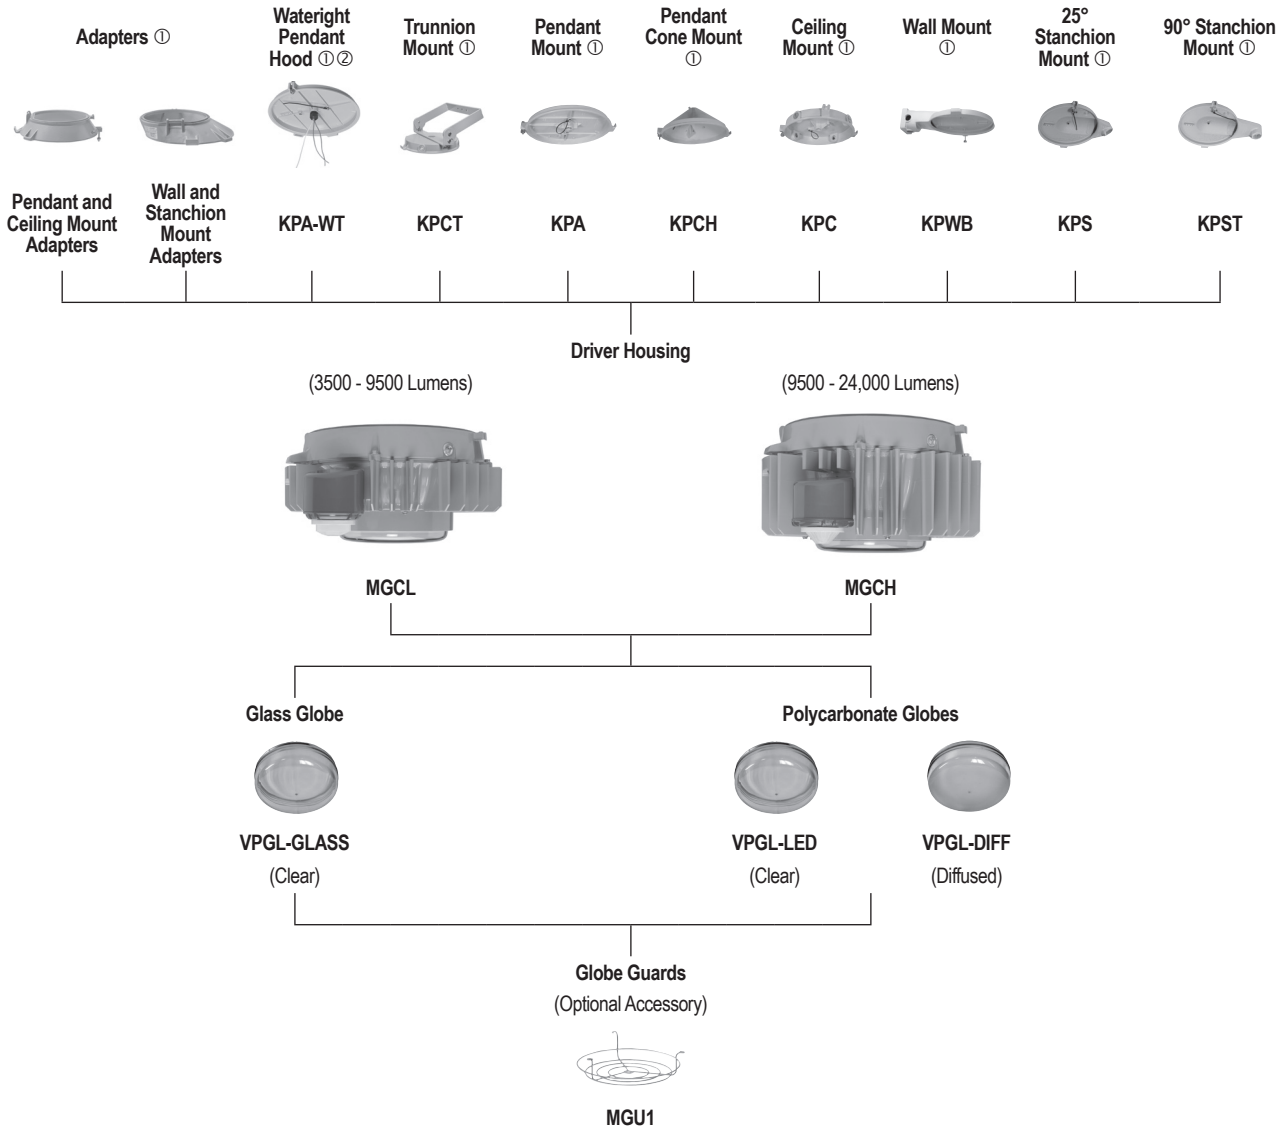 Adapters ①
Wateright
Pendant
Hood ①②
Trunnion
Mount ①
Pendant
Mount ①
Pendant
Cone Mount
①
Ceiling
Mount ①
Wall Mount
①
25°
Stanchion
Mount ①
90° Stanchion
Mount ①
Pendant and
Ceiling Mount
Adapters
Wall and
Stanchion
Mount
Adapters
KPA-WT
KPCT
KPA
KPCH
KPC
KPWB
KPS
KPST
Driver Housing
(3500 - 9500 Lumens)
(9500 - 24,000 Lumens)
MGCL
MGCH
Glass Globe
Polycarbonate Globes
VPGL-GLASS
(Clear)
VPGL-LED
(Clear)
VPGL-DIFF
(Diffused)
Globe Guards
(Optional Accessory)
MGU1